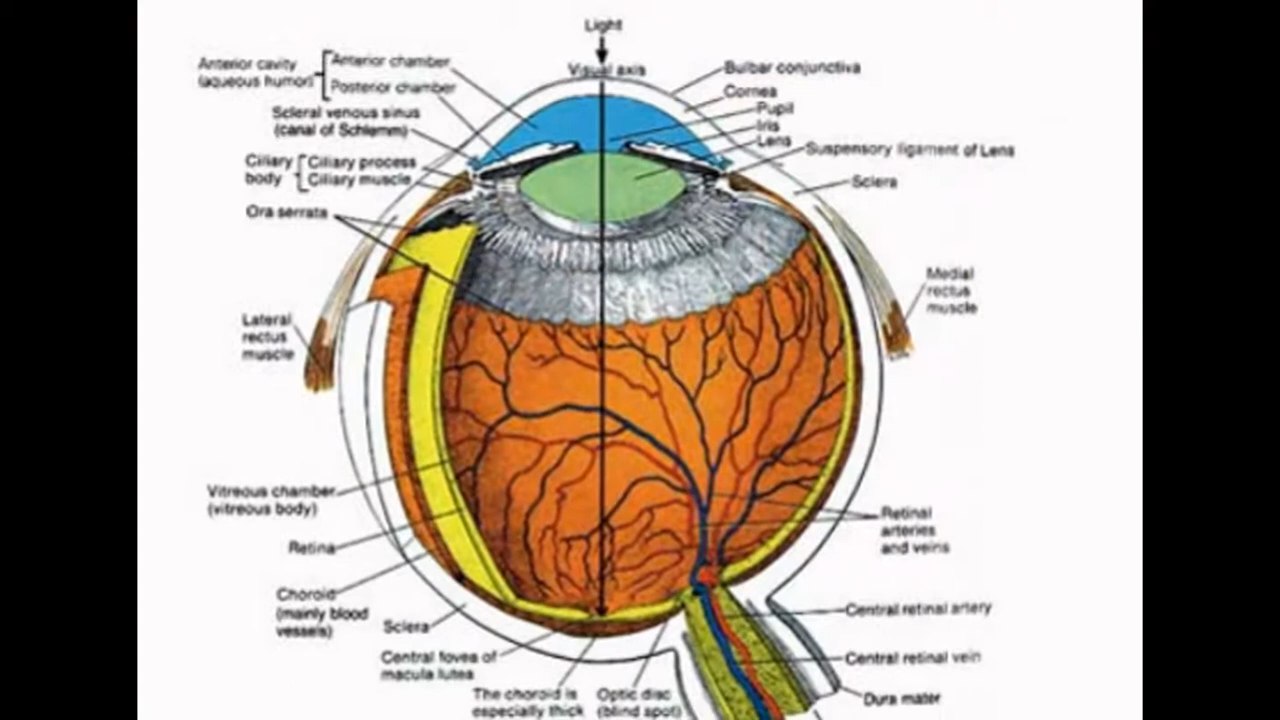 Light
Visual axis
Anterior cavity
(aqueous humor)
Anterior chamber
Posterior chamber
Scleral venous sinus
(canal of Schlemm)
Ciliary
body
Ciliary process
Ciliary muscle
Ora serrata
Lateral
rectus
muscle
Vitreous chamber
(vitreous body)
Retina
Choroid
(mainly blood
vessels)
Sclera
Central fovea of
macula lutea
The choroid is
especially thick
Optic disc
(blind spot)
Bulbar conjunctiva
Cornea
Pupil
Iris
Lens
Suspensory ligament of Lens
Sclera
Medial
rectus
muscle
Retinal
arteries
and veins
Central retinal artery
Central retinal vein
Dura mater